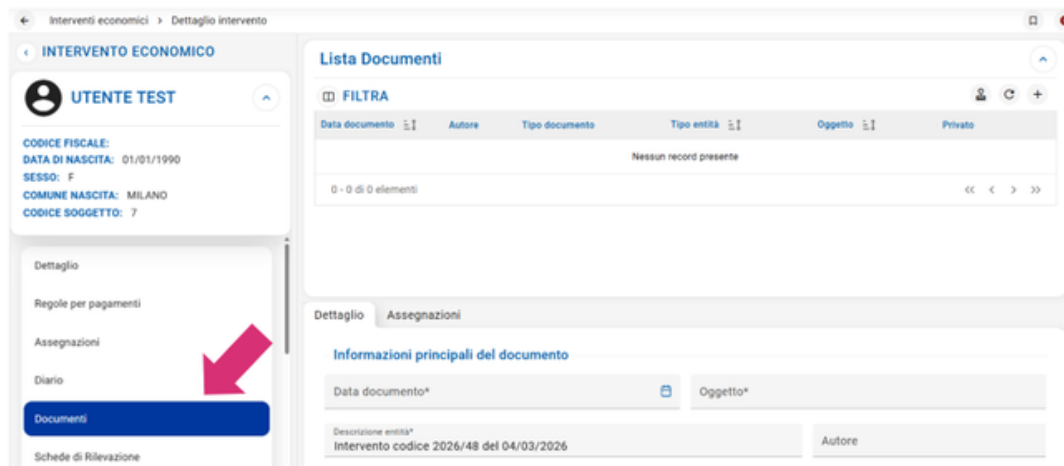 Interventi economici > Dettaglio intervento
INTERVENTO ECONOMICO
UTENTE TEST
CODICE FISCALE:
DATA DI NASCITA: 01/01/1990
SESSO: F
COMUNE NASCITA: MILANO
CODICE SOGGETTO: 7
Dettaglio
Regole per pagamenti
Assegnazioni
Diario
Documenti
Schede di Rilevazione
Lista Documenti
FILTRA
Data documento Autore Tipo documento Tipo entità Oggetto Privato
Nessun record presente
0 - 0 di 0 elementi
Dettaglio Assegnazioni
Informazioni principali del documento
Data documento* Oggetto*
Descrizione entità*
Intervento codice 2026/48 del 04/03/2026
Autore